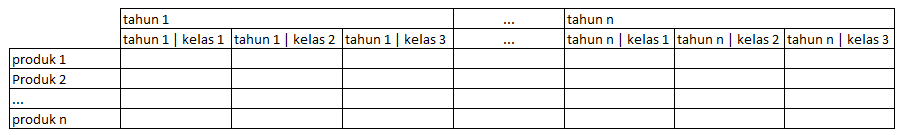 tahun 1 ... tahun n
tahun 1 | kelas 1 tahun 1 | kelas 2 tahun 1 | kelas 3 ... tahun n | kelas 1 tahun n | kelas 2 tahun n | kelas 3
produk 1
Produk 2
...
produk n